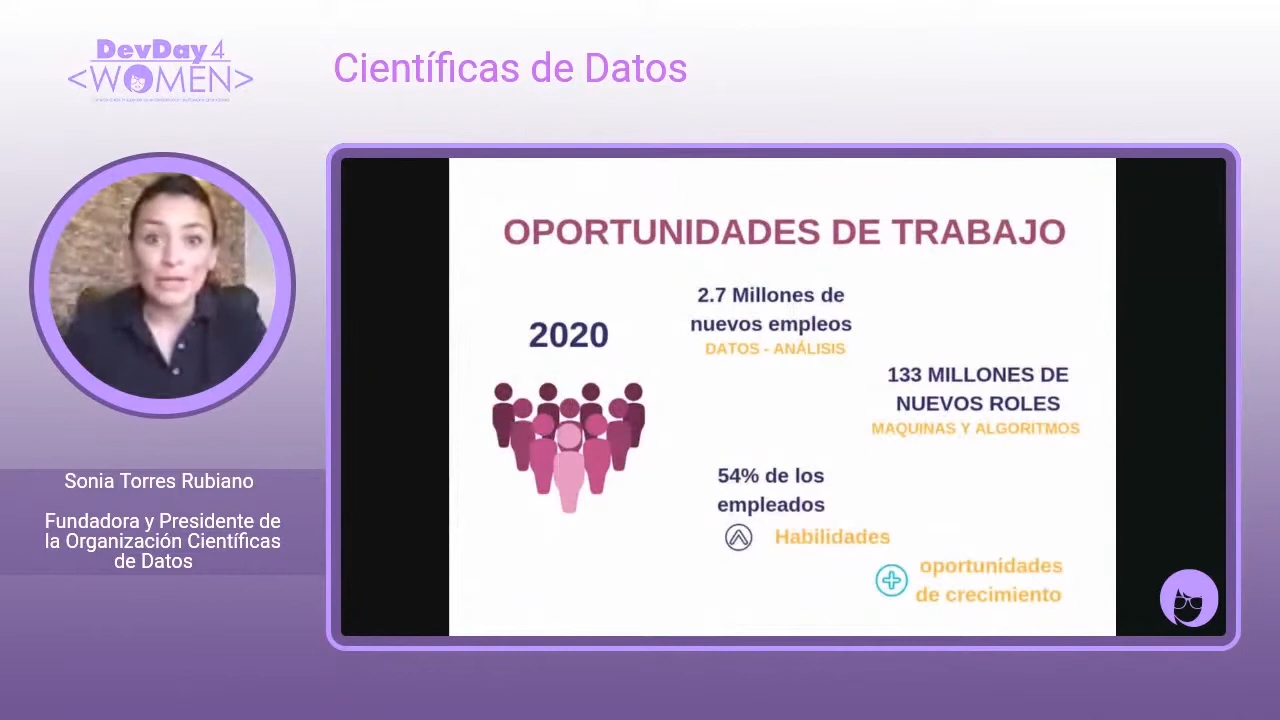 DevDay 4
<WOMEN>
Científicas de Datos
OPORTUNIDADES DE TRABAJO
2020
2.7 Millones de
nuevos empleos
DATOS - ANÁLISIS
133 MILLONES DE
NUEVOS ROLES
MAQUINAS Y ALGORITMOS
54% de los
empleados
Habilidades
oportunidades
de crecimiento
Sonia Torres Rubiano
Fundadora y Presidente de
la Organización Científicas
de Datos